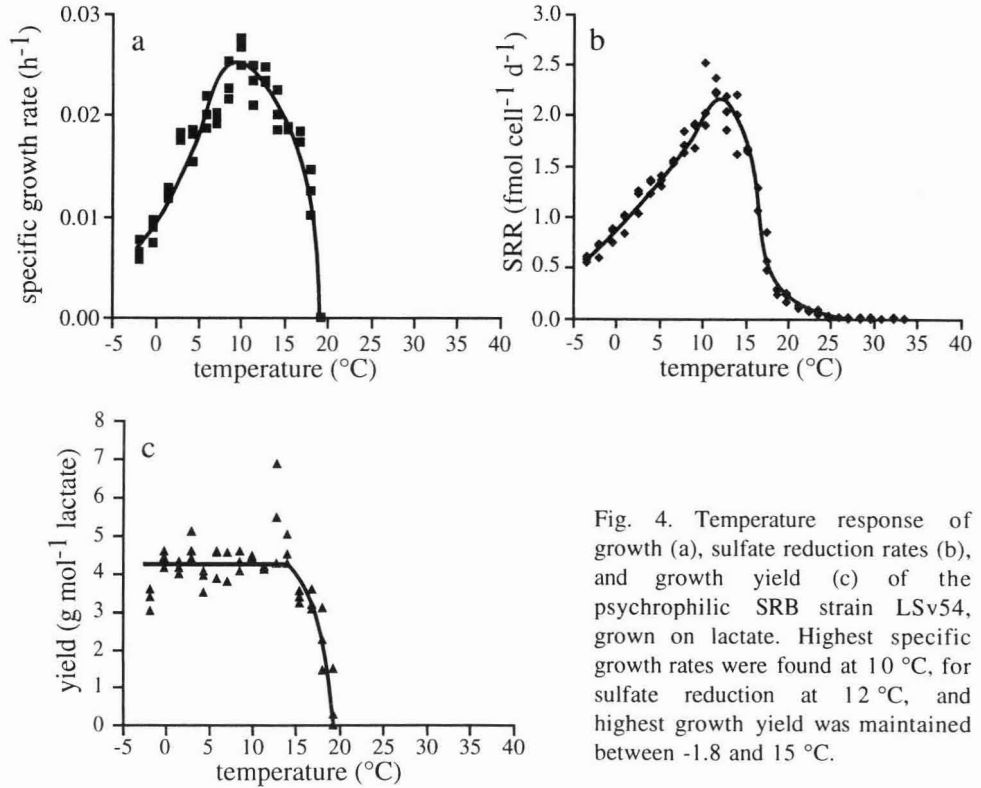 a
specific growth rate (h⁻¹)
0.03
0.02
0.01
0.00
-5 0 5 10 15 20 25 30 35 40
temperature (°C)
b
SRR (fmol cell⁻¹ d⁻¹)
3.0
2.5
2.0
1.5
1.0
0.5
0.0
-5 0 5 10 15 20 25 30 35 40
temperature (°C)
c
yield (g mol⁻¹ lactate)
8
7
6
5
4
3
2
1
0
-5 0 5 10 15 20 25 30 35 40
temperature (°C)
Fig. 4. Temperature response of
growth (a), sulfate reduction rates (b),
and growth yield (c) of the
psychrophilic SRB strain LSv54,
grown on lactate. Highest specific
growth rates were found at 10 °C, for
sulfate reduction at 12 °C, and
highest growth yield was maintained
between -1.8 and 15 °C.